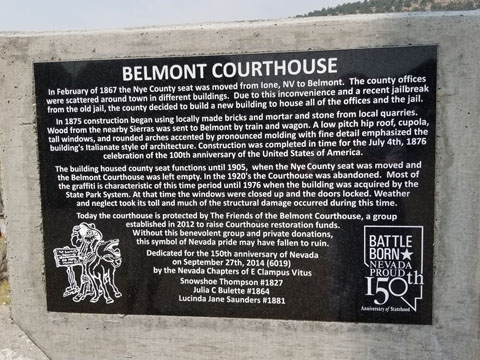 BELMONT COURTHOUSE
In February of 1867 the Nye County seat was moved from Ione, NV to Belmont. The county offices
were scattered around town in different buildings. Due to this inconvenience and a recent jailbreak
from the old jail, the county decided to build a new building to house all of the offices and the jail.
In 1875 construction began using locally made bricks and mortar and stone from local quarries.
Wood from the nearby Sierras was sent to Belmont by train and wagon. A low pitch hip roof, cupola,
tall windows, and rounded arches accented by pronounced molding with fine detail emphasized the
building's Italianate style of architecture. Construction was completed in time for the July 4th, 1876
celebration of the 100th anniversary of the United States of America.
The building housed county seat functions until 1905, when the Nye County seat was moved and
the Belmont Courthouse was left empty. In the 1920's the Courthouse was abandoned. Most of
the graffiti is characteristic of this time period until 1976 when the building was acquired by the
State Park System. At that time the windows were closed up and the doors locked. Weather
and neglect took its toll and much of the structural damage occurred during this time.
Today the courthouse is protected by The Friends of the Belmont Courthouse, a group
established in 2012 to raise Courthouse restoration funds.
Without this benevolent group and private donations,
this symbol of Nevada pride may have fallen to ruin.
Dedicated for the 150th anniversary of Nevada
on September 27th, 2014 (6019)
by the Nevada Chapters of E Clampus Vitus
Snowshoe Thompson #1827
Julia C Bulette #1864
Lucinda Jane Saunders #1881
BATTLE
BORN
NEVADA
PROUD
150th
Anniversary of Statehood